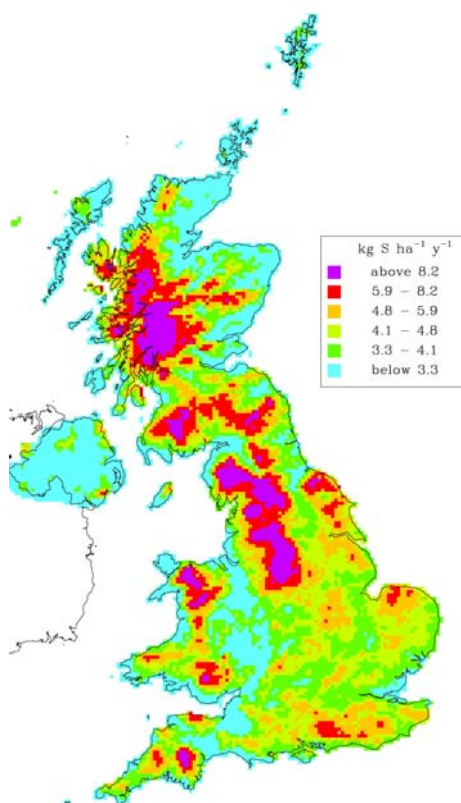 kg S ha⁻¹ y⁻¹
above 8.2
5.9 – 8.2
4.8 – 5.9
4.1 – 4.8
3.3 – 4.1
below 3.3